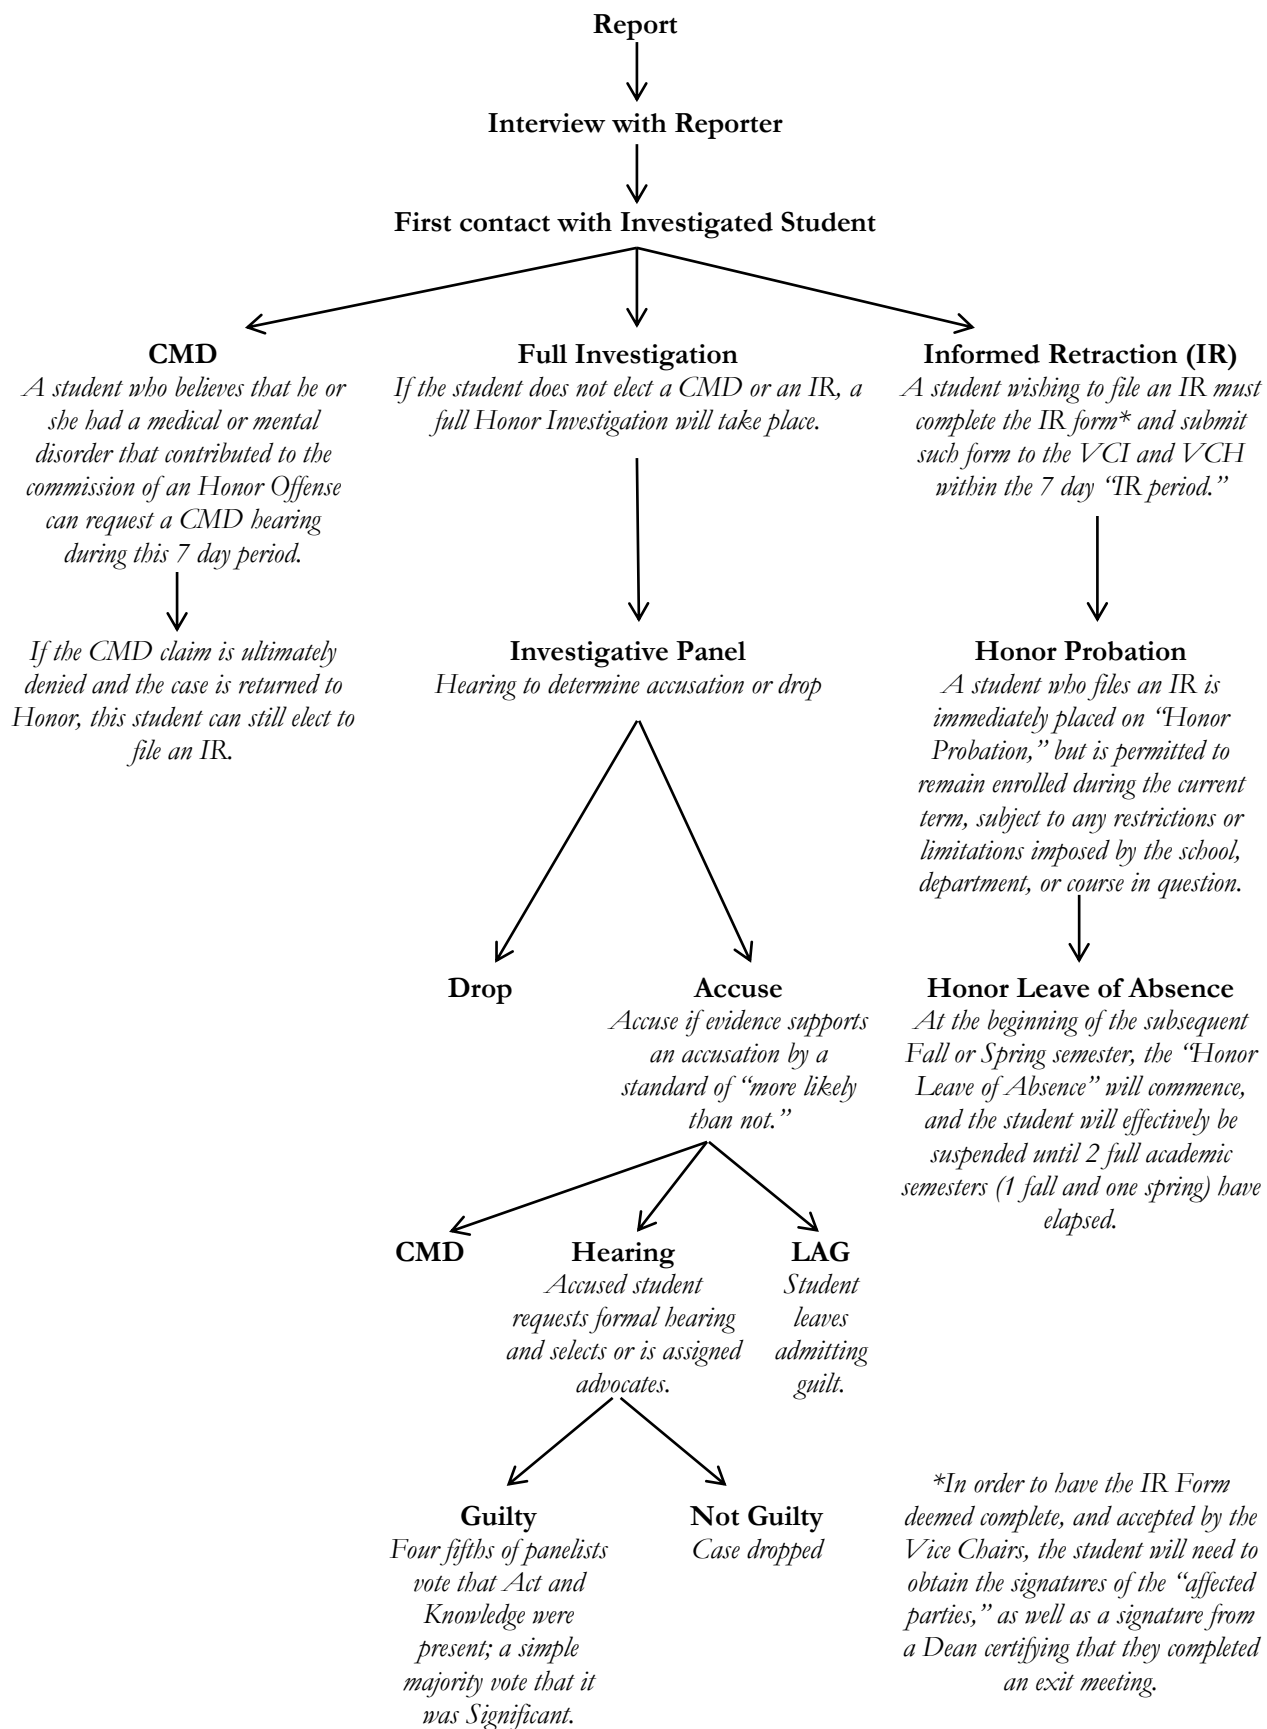 Report
Interview with Reporter
First contact with Investigated Student
CMD
A student who believes that he or
she had a medical or mental
disorder that contributed to the
commission of an Honor Offense
can request a CMD hearing
during this 7 day period.
If the CMD claim is ultimately
denied and the case is returned to
Honor, this student can still elect to
file an IR.
Full Investigation
If the student does not elect a CMD or an IR, a
full Honor Investigation will take place.
Investigative Panel
Hearing to determine accusation or drop
Drop
Accuse
Accuse if evidence supports
an accusation by a
standard of “more likely
than not.”
CMD
Hearing
Accused student
requests formal hearing
and selects or is assigned
advocates.
LAG
Student
leaves
admitting
guilt.
Guilty
Four fifths of panelists
vote that Act and
Knowledge were
present; a simple
majority vote that it
was Significant.
Not Guilty
Case dropped
Informed Retraction (IR)
A student wishing to file an IR must
complete the IR form* and submit
such form to the VCI and VCH
within the 7 day “IR period.”
Honor Probation
A student who files an IR is
immediately placed on “Honor
Probation,” but is permitted to
remain enrolled during the current
term, subject to any restrictions or
limitations imposed by the school,
department, or course in question.
Honor Leave of Absence
At the beginning of the subsequent
Fall or Spring semester, the “Honor
Leave of Absence” will commence,
and the student will effectively be
suspended until 2 full academic
semesters (1 fall and one spring) have
elapsed.
*In order to have the IR Form
deemed complete, and accepted by the
Vice Chairs, the student will need to
obtain the signatures of the “affected
parties,” as well as a signature from
a Dean certifying that they completed
an exit meeting.